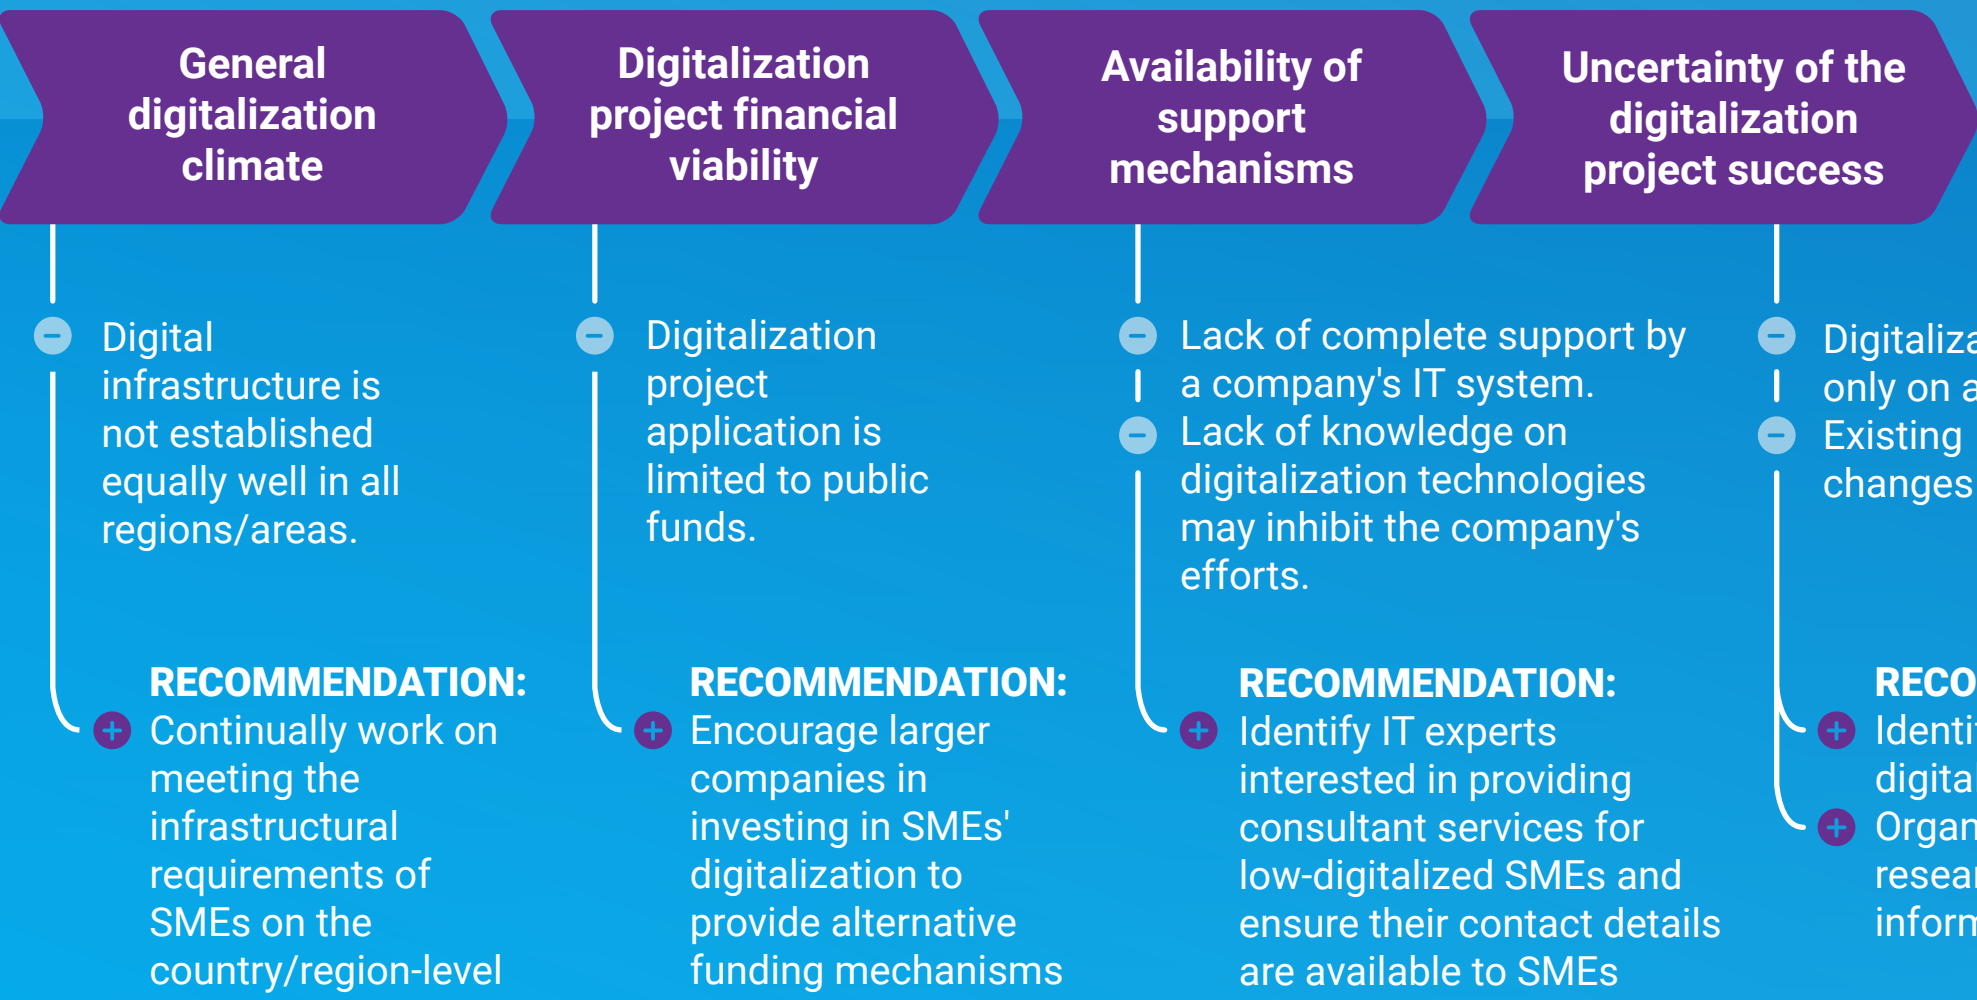 General
digitalization
climate
Digitalization
project financial
viability
Availability of
support
mechanisms
Uncertainty of the
digitalization
project success
Digital
infrastructure is
not established
equally well in all
regions/areas.
Digitalization
project
application is
limited to public
funds.
Lack of complete support by
a company's IT system.
Lack of knowledge on
digitalization technologies
may inhibit the company's
efforts.
only on
Existing
changes
RECOMMENDATION:
Continually work on
meeting the
infrastructural
requirements of
SMEs on the
country/region-level
RECOMMENDATION:
Encourage larger
companies in
investing in SMEs'
digitalization to
provide alternative
funding mechanisms
RECOMMENDATION:
Identify IT experts
interested in providing
consultant services for
low-digitalized SMEs and
ensure their contact details
are available to SMEs